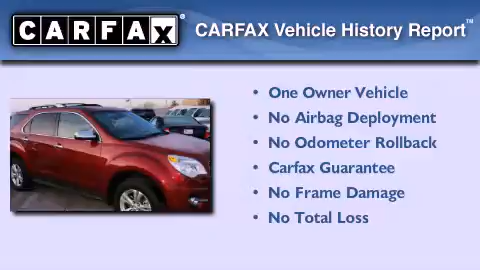 CARFAX®
CARFAX Vehicle History Report™
• One Owner Vehicle
• No Airbag Deployment
• No Odometer Rollback
• Carfax Guarantee
• No Frame Damage
• No Total Loss